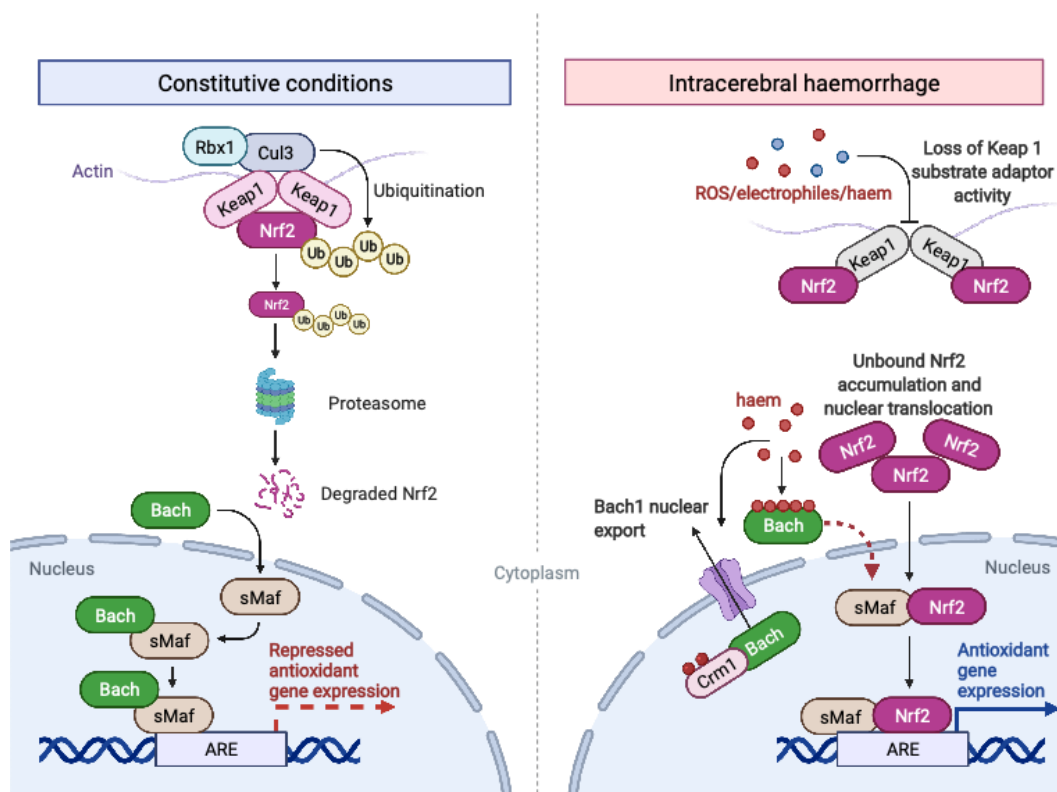 Constitutive conditions
Rbx1
Cul3
Actin
Ubiquitination
Keap1
Keap1
Nrf2
Ub
Ub
Ub
Ub
Nrf2
Ub
Ub
Ub
Ub
Proteasome
Degraded Nrf2
Bach
Nucleus
sMaf
Bach
sMaf
Bach
sMaf
Repressed
antioxidant
gene expression
ARE
Cytoplasm
Intracerebral haemorrhage
ROS/electrophiles/haem
Loss of Keap 1
substrate adaptor
activity
Keap1
Keap1
Nrf2
Nrf2
Unbound Nrf2
accumulation and
nuclear translocation
haem
Nrf2
Nrf2
Nrf2
Bach1 nuclear
export
Bach
Nucleus
sMaf
Nrf2
Bach
Crm1
Antioxidant
gene
expression
sMaf
Nrf2
ARE